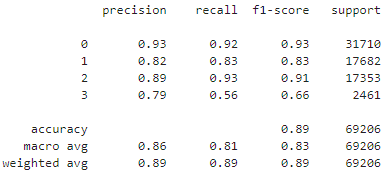 precision recall f1-score support
0 0.93 0.92 0.93 31710
1 0.82 0.83 0.83 17682
2 0.89 0.93 0.91 17353
3 0.79 0.56 0.66 2461
accuracy 0.89 69206
macro avg 0.86 0.81 0.83 69206
weighted avg 0.89 0.89 0.89 69206